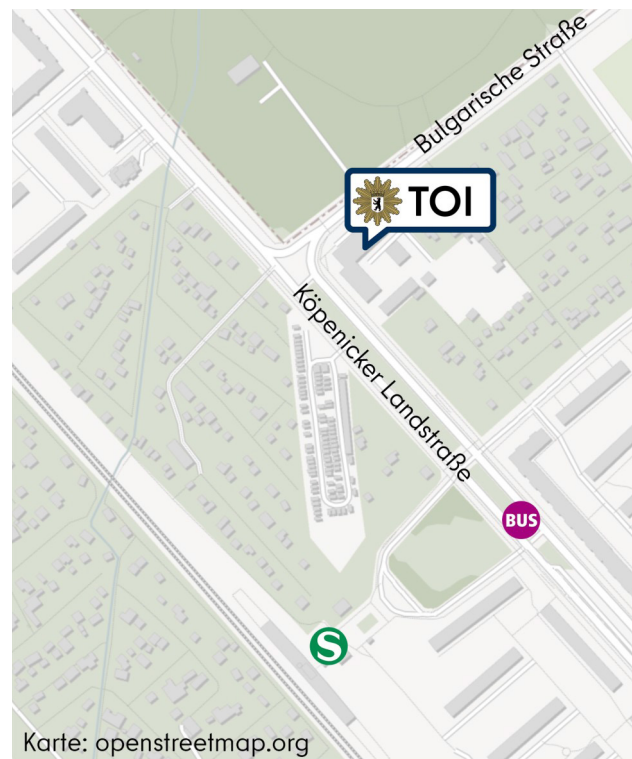 Bulgarische Straße
TOI
Köpenicker Landstraße
BUS
S
Karte: openstreetmap.org